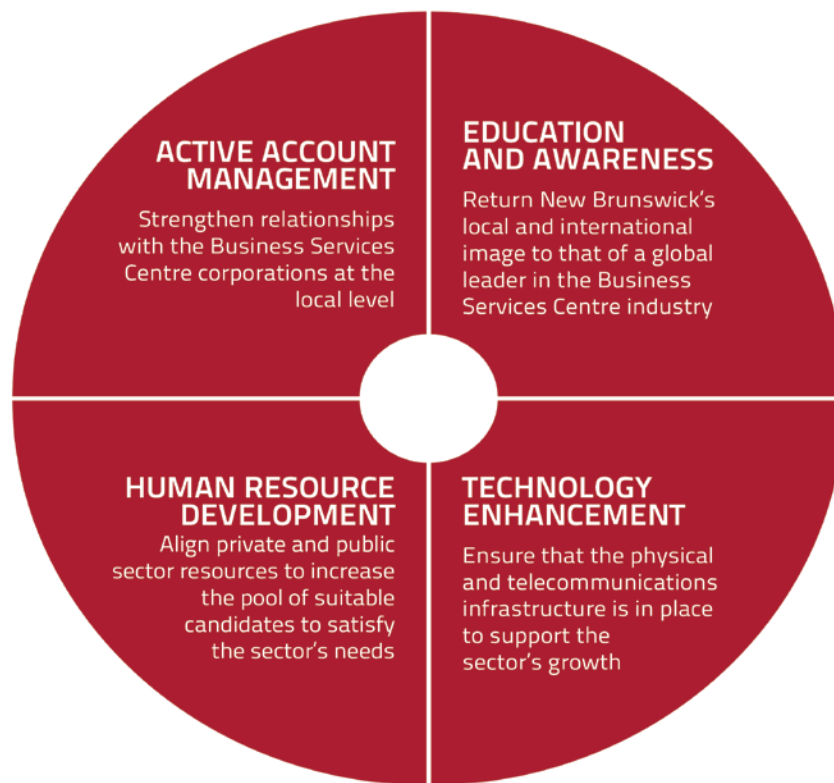 ACTIVE ACCOUNT
MANAGEMENT
Strengthen relationships
with the Business Services
Centre corporations at the
local level
EDUCATION
AND AWARENESS
Return New Brunswick's
local and international
image to that of a global
leader in the Business
Services Centre industry
HUMAN RESOURCE
DEVELOPMENT
Align private and public
sector resources to increase
the pool of suitable
candidates to satisfy
the sector's needs
TECHNOLOGY
ENHANCEMENT
Ensure that the physical
and telecommunications
infrastructure is in place
to support the
sector's growth